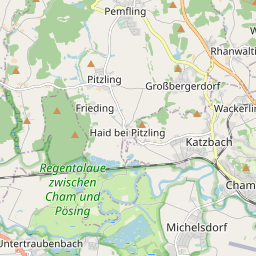 Pemfling
Rhanwalti
Pitzling
Großbergerdorf
Frieding
Wackerlin
Haid bei Pitzling
Katzbach
Regentalaue
zwischen
Cham und
Pösing
Cham
Michelsdorf
Untertraubenbach